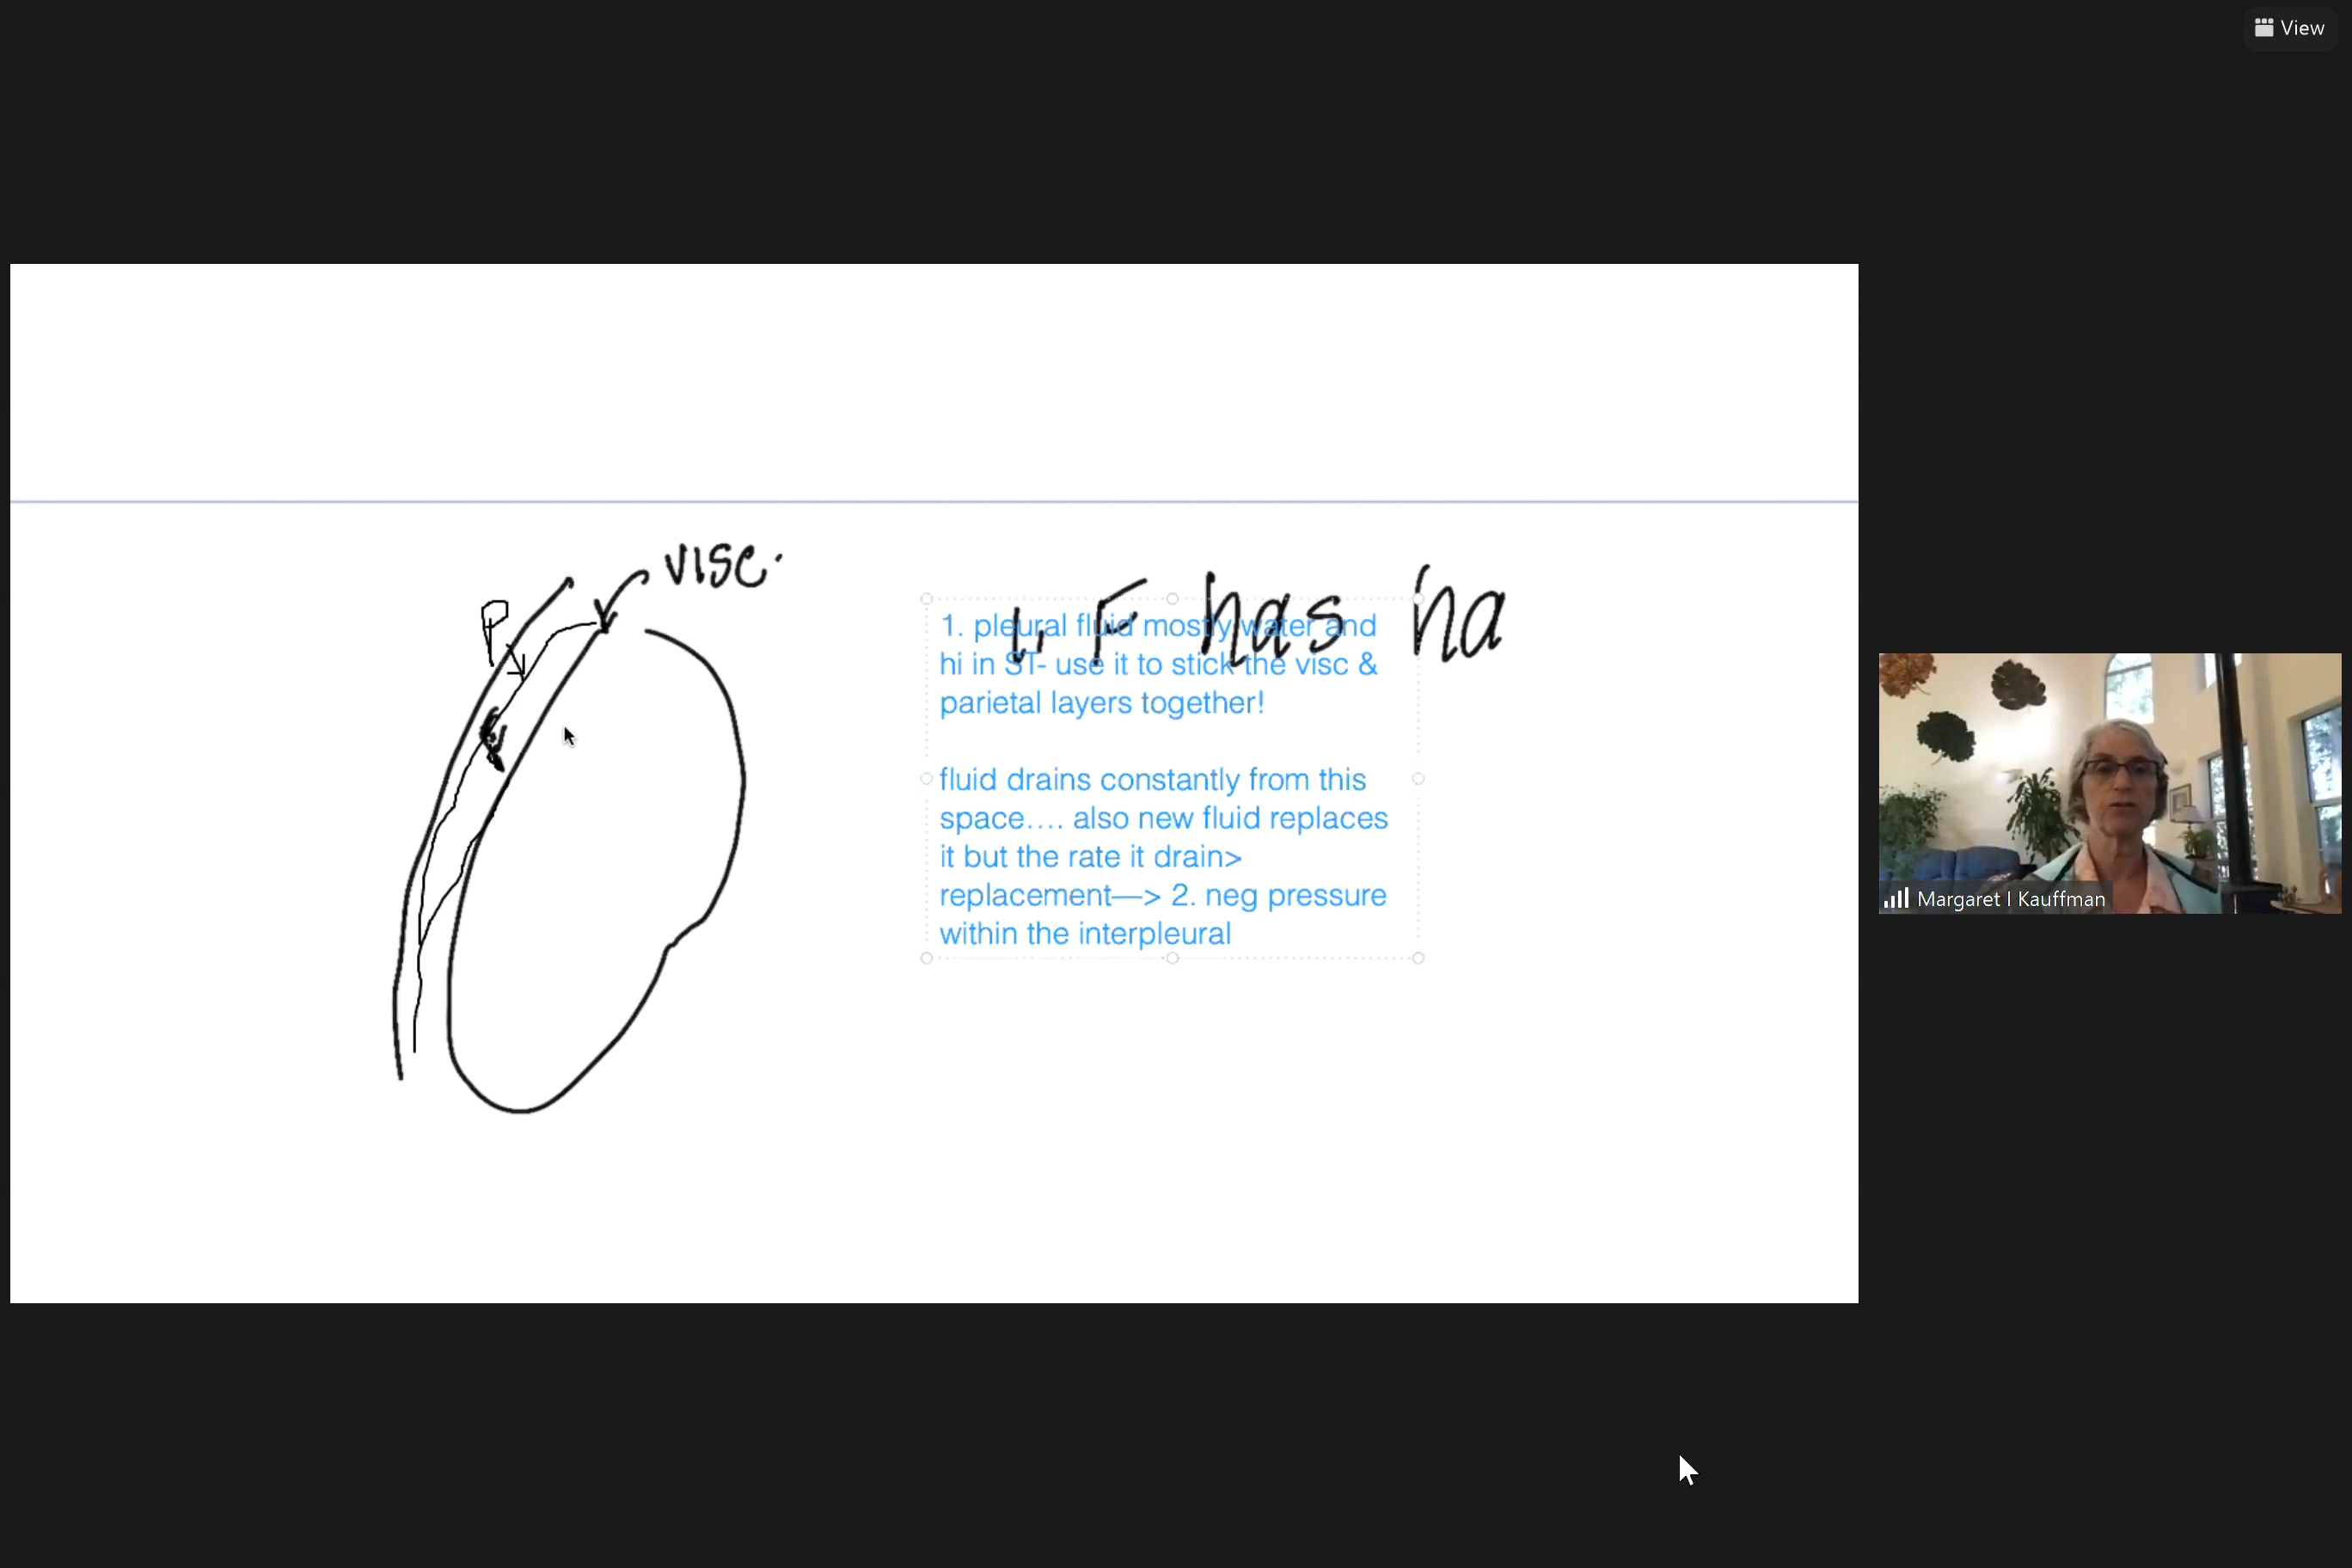 View
visc.
P
1. F has ha
1. pleural fluid mostly water and
hi in ST- use it to stick the visc &
parietal layers together!
fluid drains constantly from this
space.... also new fluid replaces
it but the rate it drain>
replacement—> 2. neg pressure
within the interpleural
Margaret I Kauffman